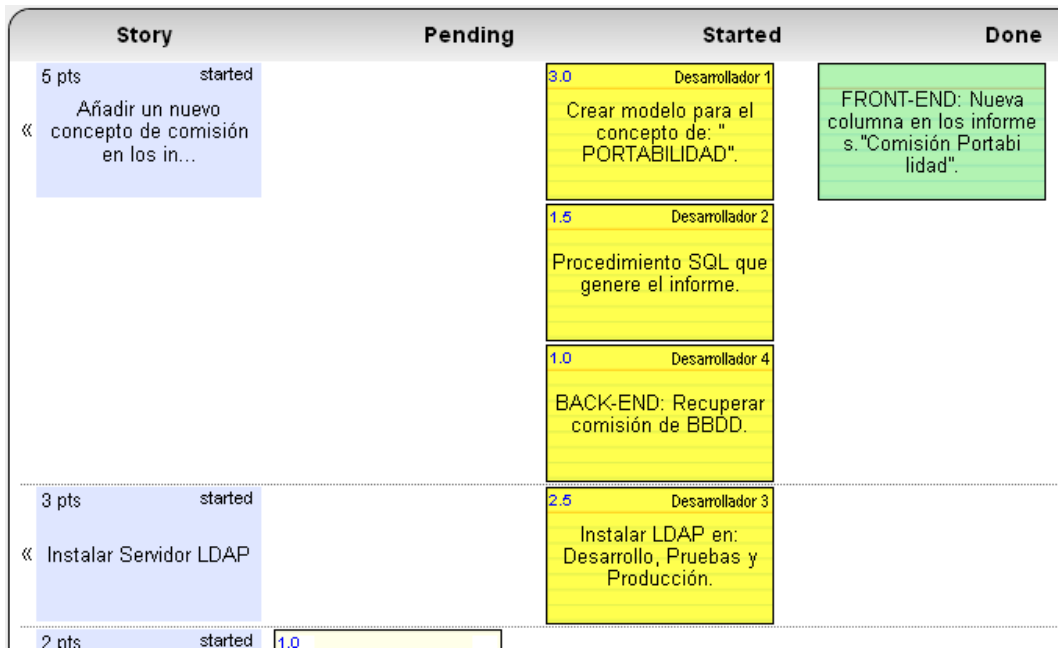 Story Pending Started Done
5 pts started
Añadir un nuevo
concepto de comisión
en los in...
«
3.0 Desarrollador 1
Crear modelo para el
concepto de: "
PORTABILIDAD".
FRONT-END: Nueva
columna en los informe
s."Comisión Portabi
lidad".
1.5 Desarrollador 2
Procedimiento SQL que
genere el informe.
1.0 Desarrollador 4
BACK-END: Recuperar
comisión de BBDD.
3 pts started
« Instalar Servidor LDAP
2.5 Desarrollador 3
Instalar LDAP en:
Desarrollo, Pruebas y
Producción.
2 pts started
1.0